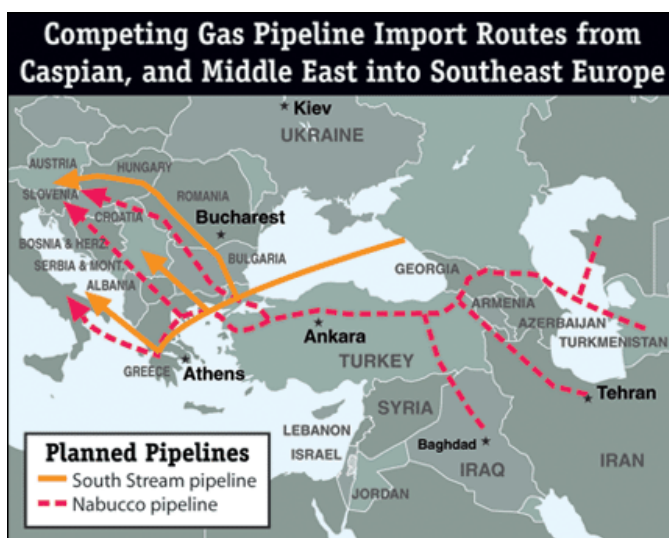 Competing Gas Pipeline Import Routes from
Caspian, and Middle East into Southeast Europe
Kiev
UKRAINE
AUSTRIA
HUNGARY
SLOVENIA
ROMANIA
CROATIA
Bucharest
BOSNIA & HERZ.
BULGARIA
SERBIA & MONT.
GEORGIA
ALBANIA
ARMENIA
AZERBAIJAN
Ankara
TURKMENISTAN
TURKEY
GREECE
Athens
Tehran
SYRIA
LEBANON
ISRAEL
Baghdad
IRAQ
IRAN
JORDAN
Planned Pipelines
South Stream pipeline
Nabucco pipeline